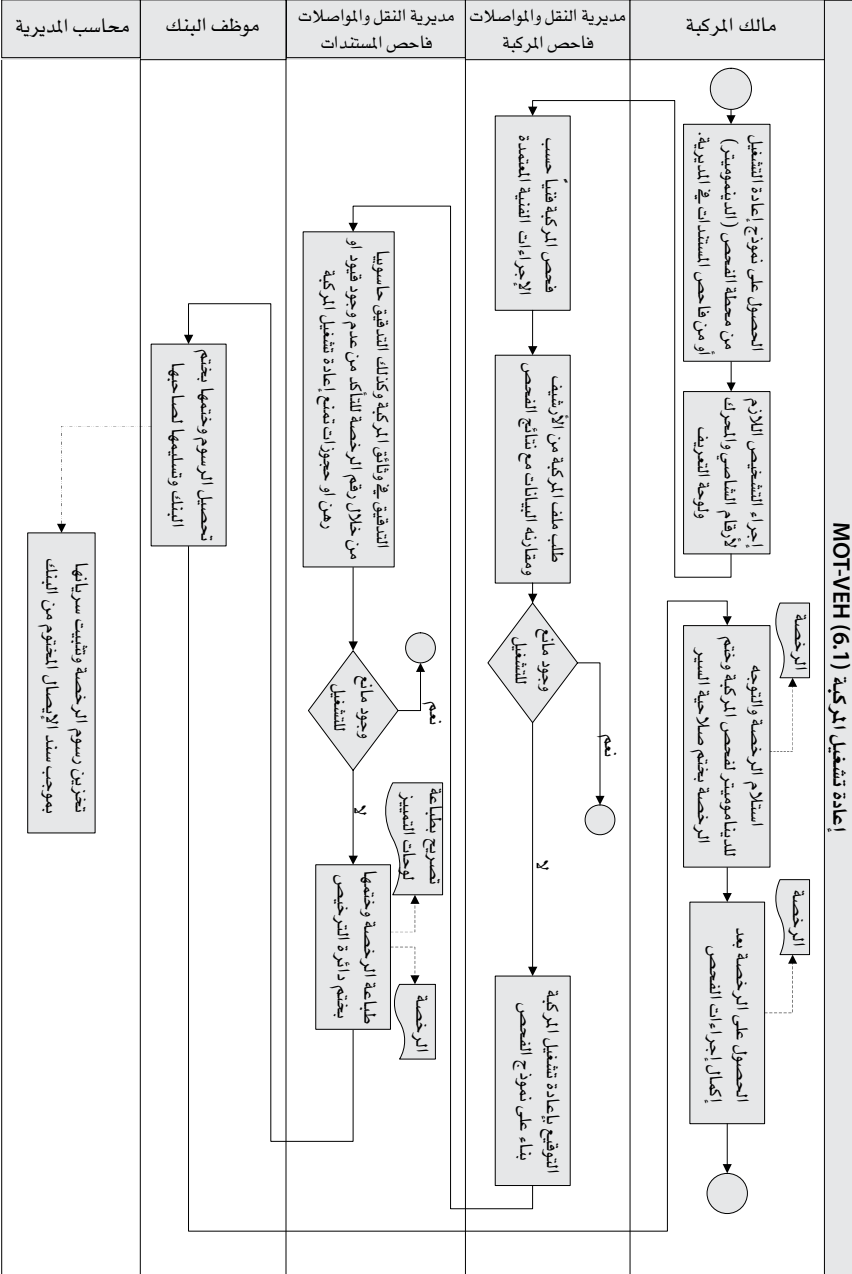 إعادة تشغيل المركبة MOT-VEH (6.1)
مالك المركبة
الحصول على نموذج إعادة التشغيل
من محطة الفحص (الدينموميتر)
أو من فاحص المستندات في المديرية.
إجراء التشخيص اللازم
لأرقام الشاصي والمحرك
ولوحة التعريف
الرخصة
استلام الرخصة والتوجه
للديناموميتر لفحص المركبة وختم
الرخصة بختم صلاحية السير
الرخصة
الحصول على الرخصة بعد
إكمال إجراءات الفحص
مديرية النقل والمواصلات
فاحص المركبة
فحص المركبة فنياً حسب
الإجراءات الفنية المعتمدة
طلب ملف المركبة من الأرشيف
ومقارنه البيانات مع نتائج الفحص
وجود مانع
للتشغيل
نعم
لا
التوقيع بإعادة تشغيل المركبة
بناء على نموذج الفحص
مديرية النقل والمواصلات
فاحص المستندات
التدقيق في وثائق المركبة وكذلك التدقيق حاسوبيا
من خلال رقم الرخصة للتأكد من عدم وجود قيود او
رهن او حجوزات تمنع إعادة تشغيل المركبة
وجود مانع
للتشغيل
نعم
لا
تصريح بطباعة
لوحات التمييز
طباعة الرخصة وختمها
بختم دائرة الترخيص
الرخصة
موظف البنك
تحصيل الرسوم وختمها بختم
البنك وتسليمها لصاحبها
محاسب المديرية
تخزين رسوم الرخصة وتثبيت سريانها
بموجب سند الإيصال المختوم من البنك